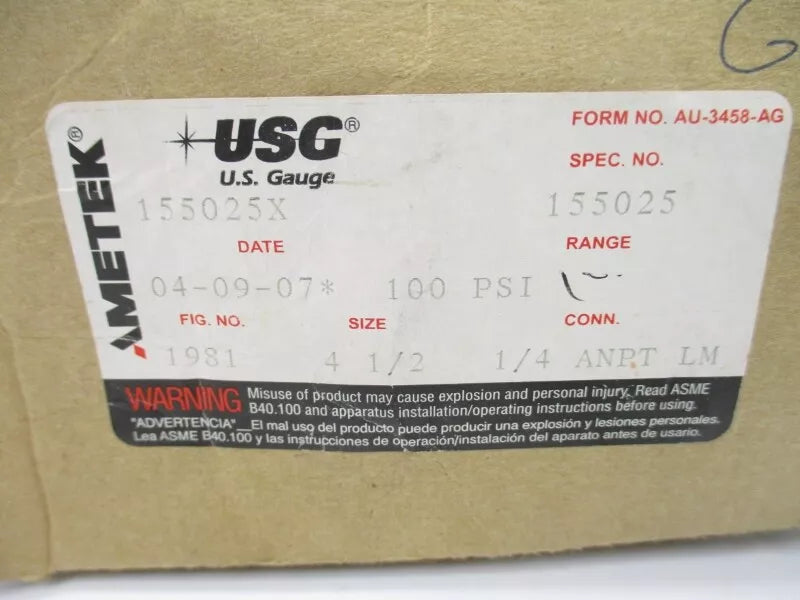 G
AMETEK®
USG®
U.S. Gauge
FORM NO. AU-3458-AG
SPEC. NO.
155025X 155025
DATE RANGE
04-09-07* 100 PSI
FIG. NO. SIZE CONN.
1981 4 1/2 1/4 ANPT LM
WARNING Misuse of product may cause explosion and personal injury. Read ASME
B40.100 and apparatus installation/operating instructions before using.
"ADVERTENCIA" El mal uso del producto puede producir una explosión y lesiones personales.
Lea ASME B40.100 y las instrucciones de operación/instalación del aparato antes de usario.